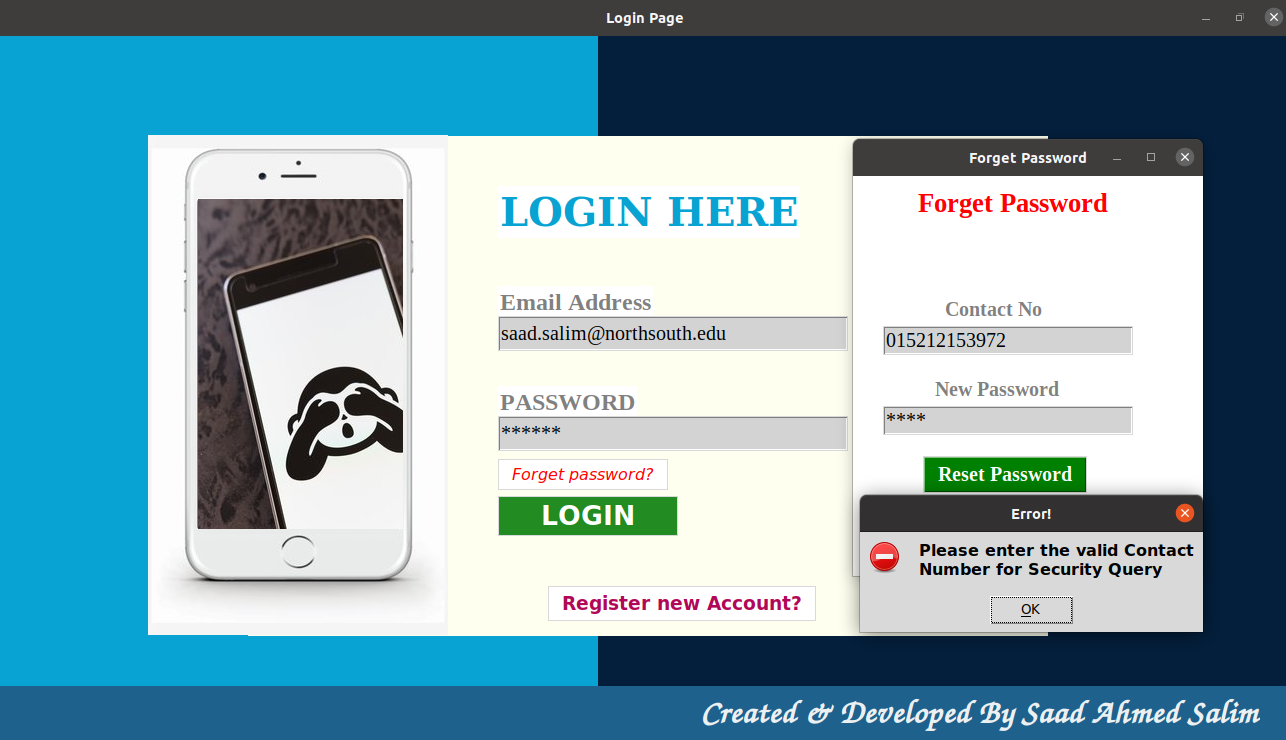 Login Page
LOGIN HERE
Email Address
saad.salim@northsouth.edu
PASSWORD
******
Forget password?
LOGIN
Register new Account?
Forget Password
Forget Password
Contact No
015212153972
New Password
****
Reset Password
Error!
Please enter the valid Contact
Number for Security Query
OK
Created & Developed By Saad Ahmed Salim